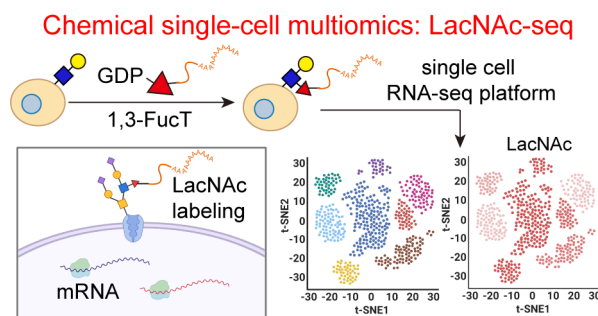 Chemical single-cell multiomics: LacNAc-seq
GDP
1,3-FucT
single cell
RNA-seq platform
LacNAc
labeling
mRNA
t-SNE2
30
20
10
0
-10
20
30
-30 -20 -10 0 10 20 30
t-SNE1
LacNAc
t-SNE2
30
20
10
0
-10
20
30
-30 -20 -10 0 10 20 30
t-SNE1